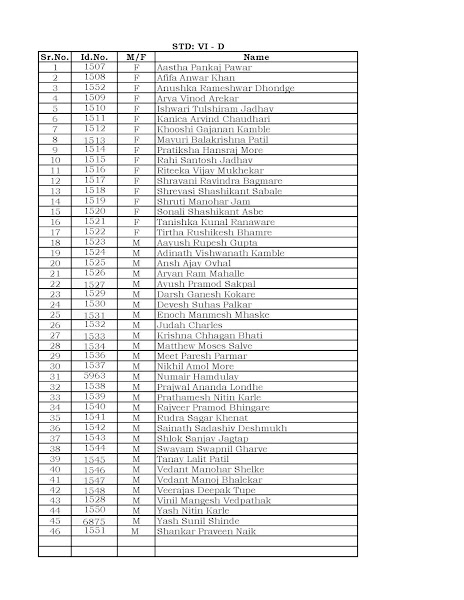 STD: VI - D
Sr.No. Id.No. M/F Name
1 1507 F Aastha Pankaj Pawar
2 1508 F Afifa Anwar Khan
3 1552 F Anushka Rameshwar Dhondge
4 1509 F Arya Vinod Arekar
5 1510 F Ishwari Tulshiram Jadhav
6 1511 F Kanica Arvind Chaudhari
7 1512 F Khooshi Gajanan Kamble
8 1513 F Mayuri Balakrishna Patil
9 1514 F Pratiksha Hansraj More
10 1515 F Rahi Santosh Jadhav
11 1516 F Riteeka Vijay Mukhekar
12 1517 F Shravani Ravindra Bagmare
13 1518 F Shreyasi Shashikant Sabale
14 1519 F Shruti Manohar Jam
15 1520 F Sonali Shashikant Asbe
16 1521 F Tanishka Kunal Ranaware
17 1522 F Tirtha Rushikesh Bhamre
18 1523 M Aayush Rupesh Gupta
19 1524 M Adinath Vishwanath Kamble
20 1525 M Ansh Ajay Ovhal
21 1526 M Aryan Ram Mahalle
22 1527 M Ayush Pramod Sakpal
23 1529 M Darsh Ganesh Kokare
24 1530 M Devesh Suhas Palkar
25 1531 M Enoch Manmesh Mhaske
26 1532 M Judah Charles
27 1533 M Krishna Chhagan Bhati
28 1534 M Matthew Moses Salve
29 1536 M Meet Paresh Parmar
30 1537 M Nikhil Amol More
31 5963 M Numair Hamdulay
32 1538 M Prajwal Ananda Londhe
33 1539 M Prathamesh Nitin Karle
34 1540 M Rajveer Pramod Bhingare
35 1541 M Rudra Sagar Khenat
36 1542 M Sainath Sadashiv Deshmukh
37 1543 M Shlok Sanjay Jagtap
38 1544 M Swayam Swapnil Gharve
39 1545 M Tanay Lalit Patil
40 1546 M Vedant Manohar Shelke
41 1547 M Vedant Manoj Bhalekar
42 1548 M Veerajas Deepak Tupe
43 1528 M Vinil Mangesh Vedpathak
44 1550 M Yash Nitin Karle
45 6875 M Yash Sunil Shinde
46 1551 M Shankar Praveen Naik